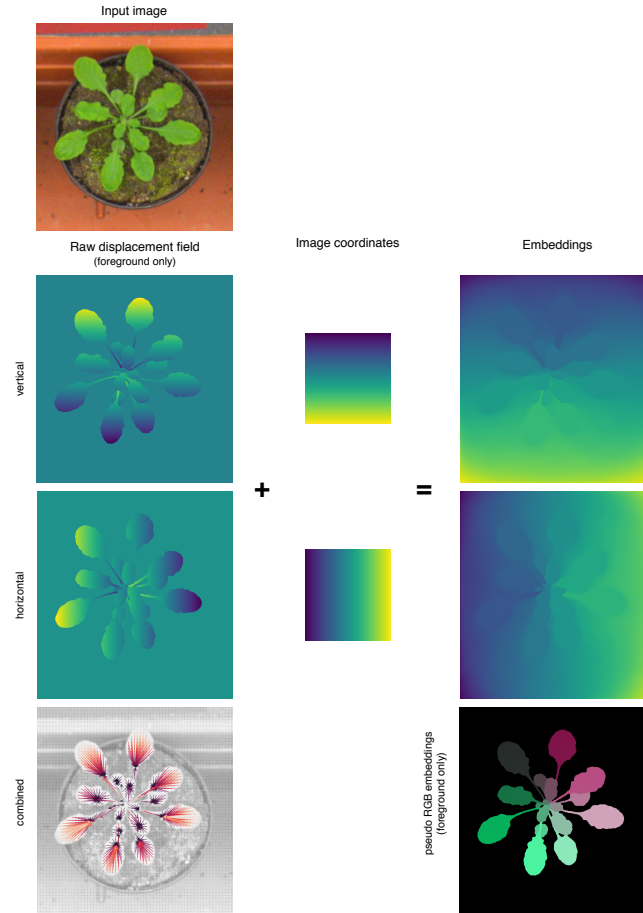 Input image
Raw displacement field
(foreground only)
Image coordinates
Embeddings
vertical
+
=
horizontal
combined
pseudo RGB embeddings
(foreground only)